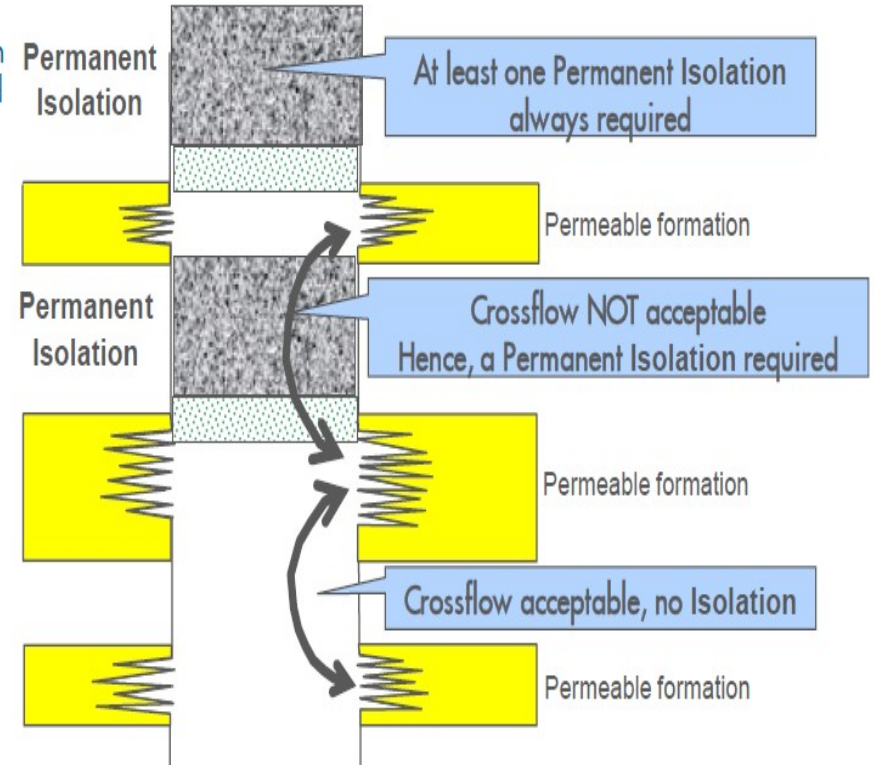 Permanent
Isolation
At least one Permanent Isolation
always required
Permeable formation
Permanent
Isolation
Crossflow NOT acceptable
Hence, a Permanent Isolation required
Permeable formation
Crossflow acceptable, no Isolation
Permeable formation